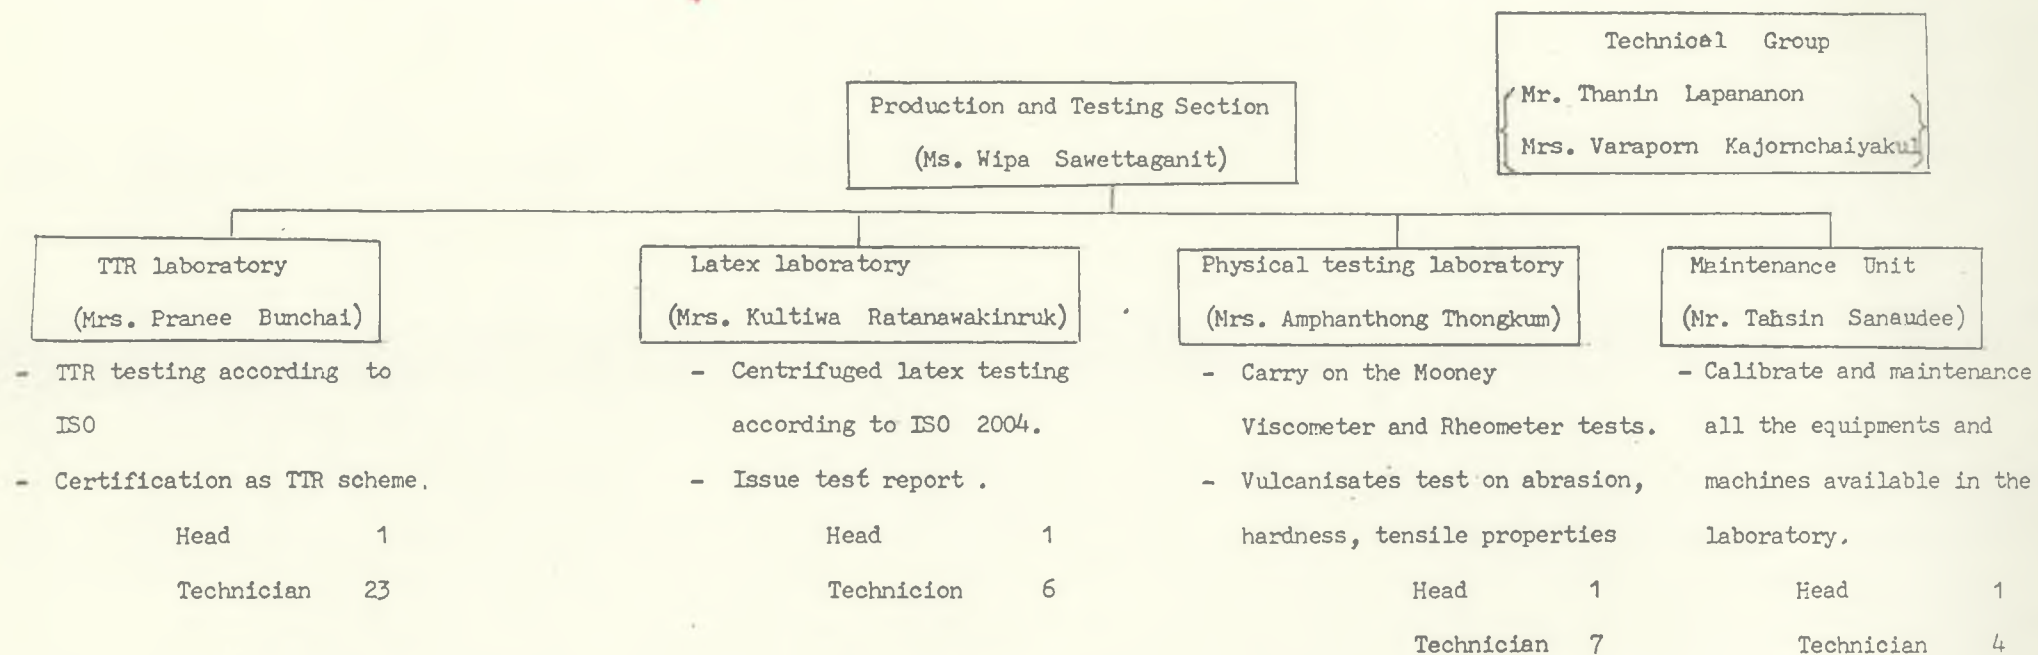 Technical Group
Mr. Thanin Lapananon
Mrs. Varaporn Kajornchaiyakul
Production and Testing Section
(Ms. Wipa Sawettaganit)
TTR laboratory
(Mrs. Pranee Bunchai)
- TTR testing according to
ISO
- Certification as TTR scheme.
Head 1
Technician 23
Latex laboratory
(Mrs. Kultiwa Ratanawakinruk)
- Centrifuged latex testing
according to ISO 2004.
- Issue test report .
Head 1
Technicion 6
Physical testing laboratory
(Mrs. Amphanthong Thongkum)
- Carry on the Mooney
Viscometer and Rheometer tests.
- Vulcanisates test on abrasion,
hardness, tensile properties
Head 1
Technician 7
Maintenance Unit
(Mr. Tahsin Sanaudee)
- Calibrate and maintenance
all the equipments and
machines available in the
laboratory.
Head 1
Technician 4